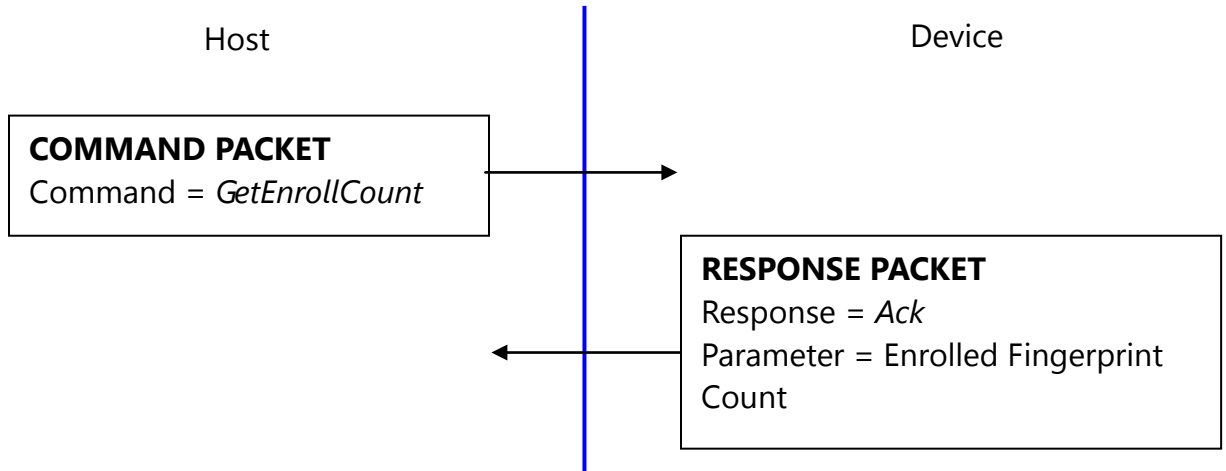 Host
Device
COMMAND PACKET
Command = GetEnrollCount
RESPONSE PACKET
Response = Ack
Parameter = Enrolled Fingerprint
Count